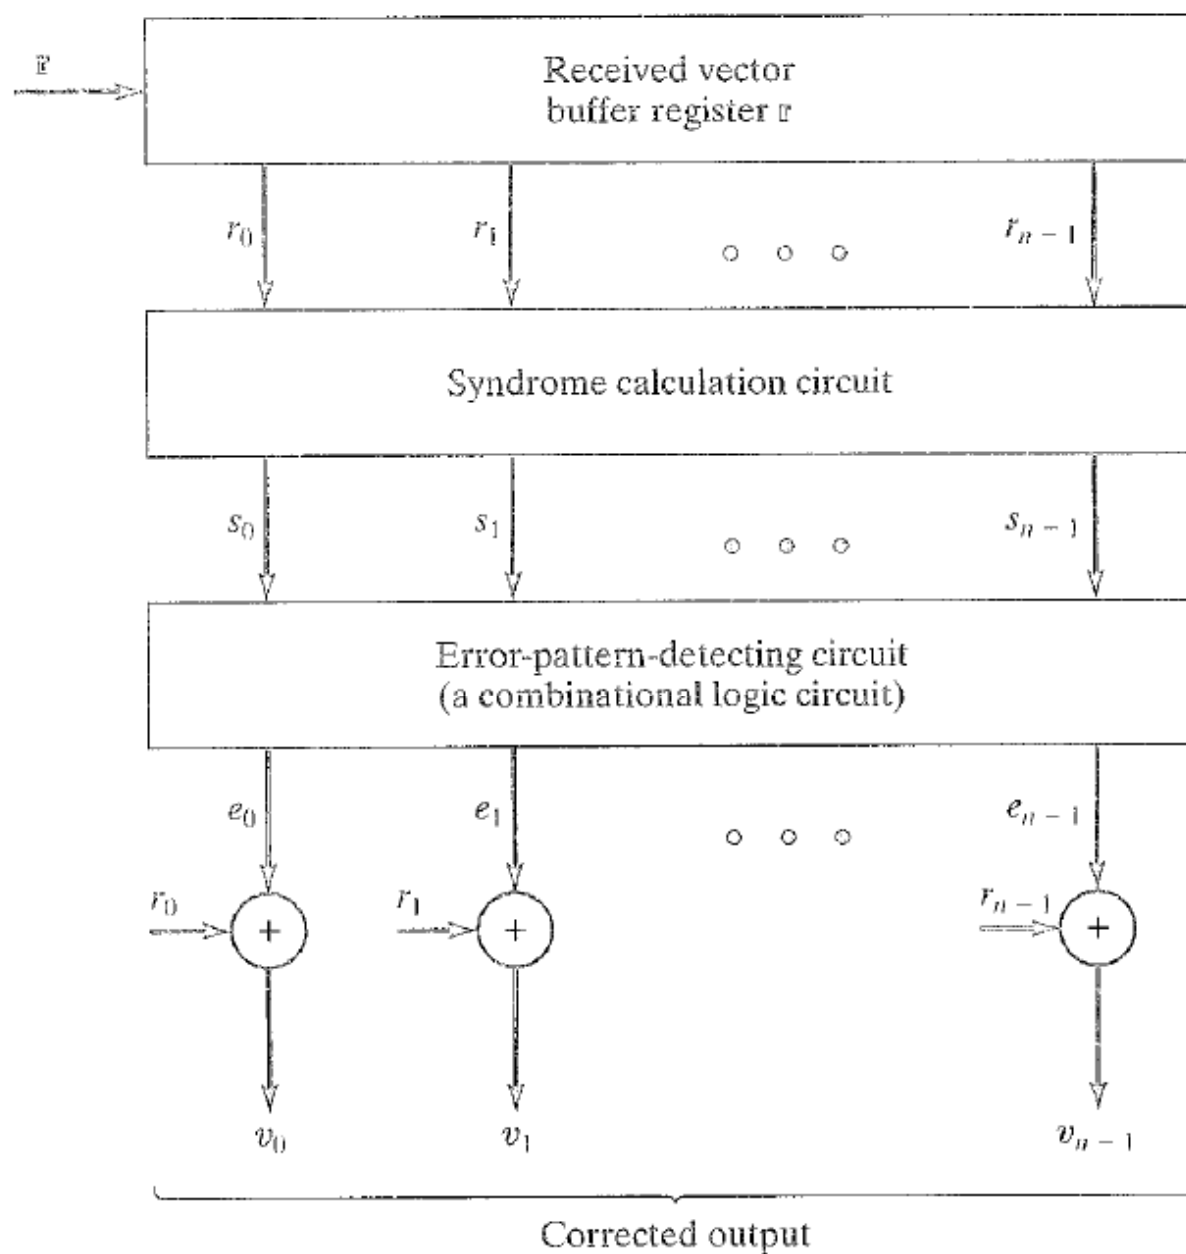 𝕣
Received vector
buffer register 𝕣
r₀ r₁ rₙ₋₁
Syndrome calculation circuit
s₀ s₁ sₙ₋₁
Error-pattern-detecting circuit
(a combinational logic circuit)
e₀ e₁ eₙ₋₁
r₀ + r₁ + rₙ₋₁ +
v₀ v₁ vₙ₋₁
Corrected output